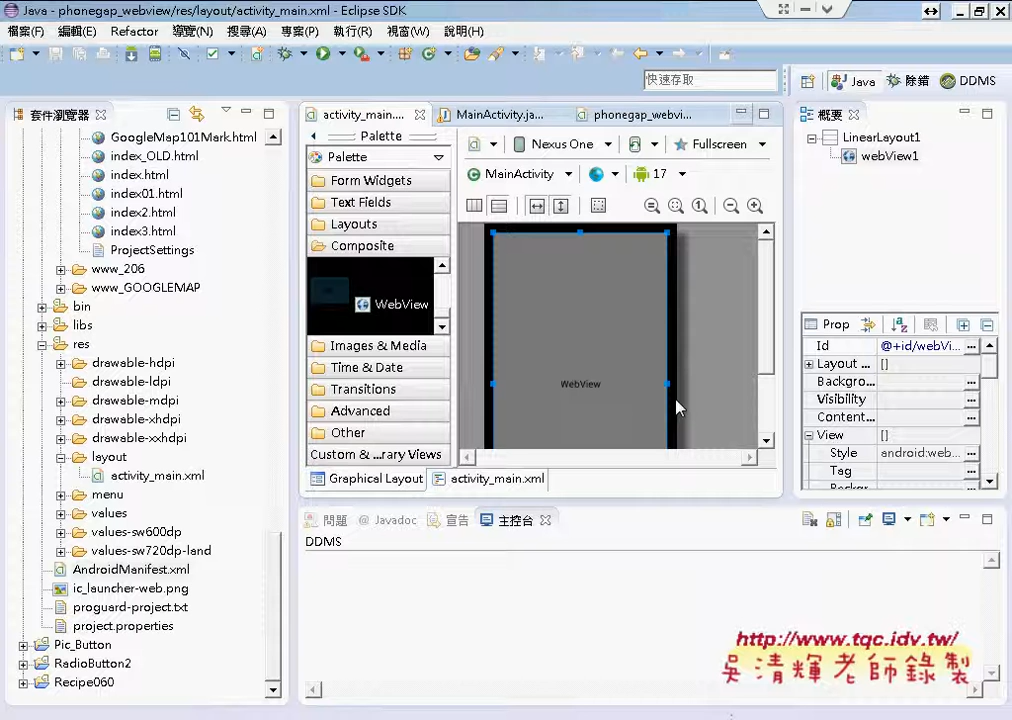 Java - phonegap_webview/res/layout/activity_main.xml - Eclipse SDK
檔案(F) 編輯(E) Refactor 導覽(N) 搜尋(A) 專案(P) 執行(R) 視窗(W) 說明(H)
快速存取
Java 除錯 DDMS
套件瀏覽器
GoogleMap101Mark.html
index_OLD.html
index.html
index01.html
index2.html
index3.html
ProjectSettings
www_206
www_GOOGLEMAP
bin
libs
res
drawable-hdpi
drawable-ldpi
drawable-mdpi
drawable-xhdpi
drawable-xxhdpi
layout
activity_main.xml
menu
values
values-sw600dp
values-sw720dp-land
AndroidManifest.xml
ic_launcher-web.png
proguard-project.txt
project.properties
Pic_Button
RadioButton2
Recipe060
activity_main.... MainActivity.ja... phonegap_webvi...
Palette
Palette
Form Widgets
Text Fields
Layouts
Composite
WebView
Images & Media
Time & Date
Transitions
Advanced
Other
Custom & ...rary Views
Nexus One Fullscreen
MainActivity 17
WebView
Graphical Layout activity_main.xml
概要
LinearLayout1
webView1
Prop
Id @+id/webVi...
Layout ... []
Backgro...
Visibility
Content...
View []
Style android:web...
Tag
問題 @ Javadoc 宣告 主控台
DDMS
http://www.tqc.idv.tw/
吳清輝老師錄製